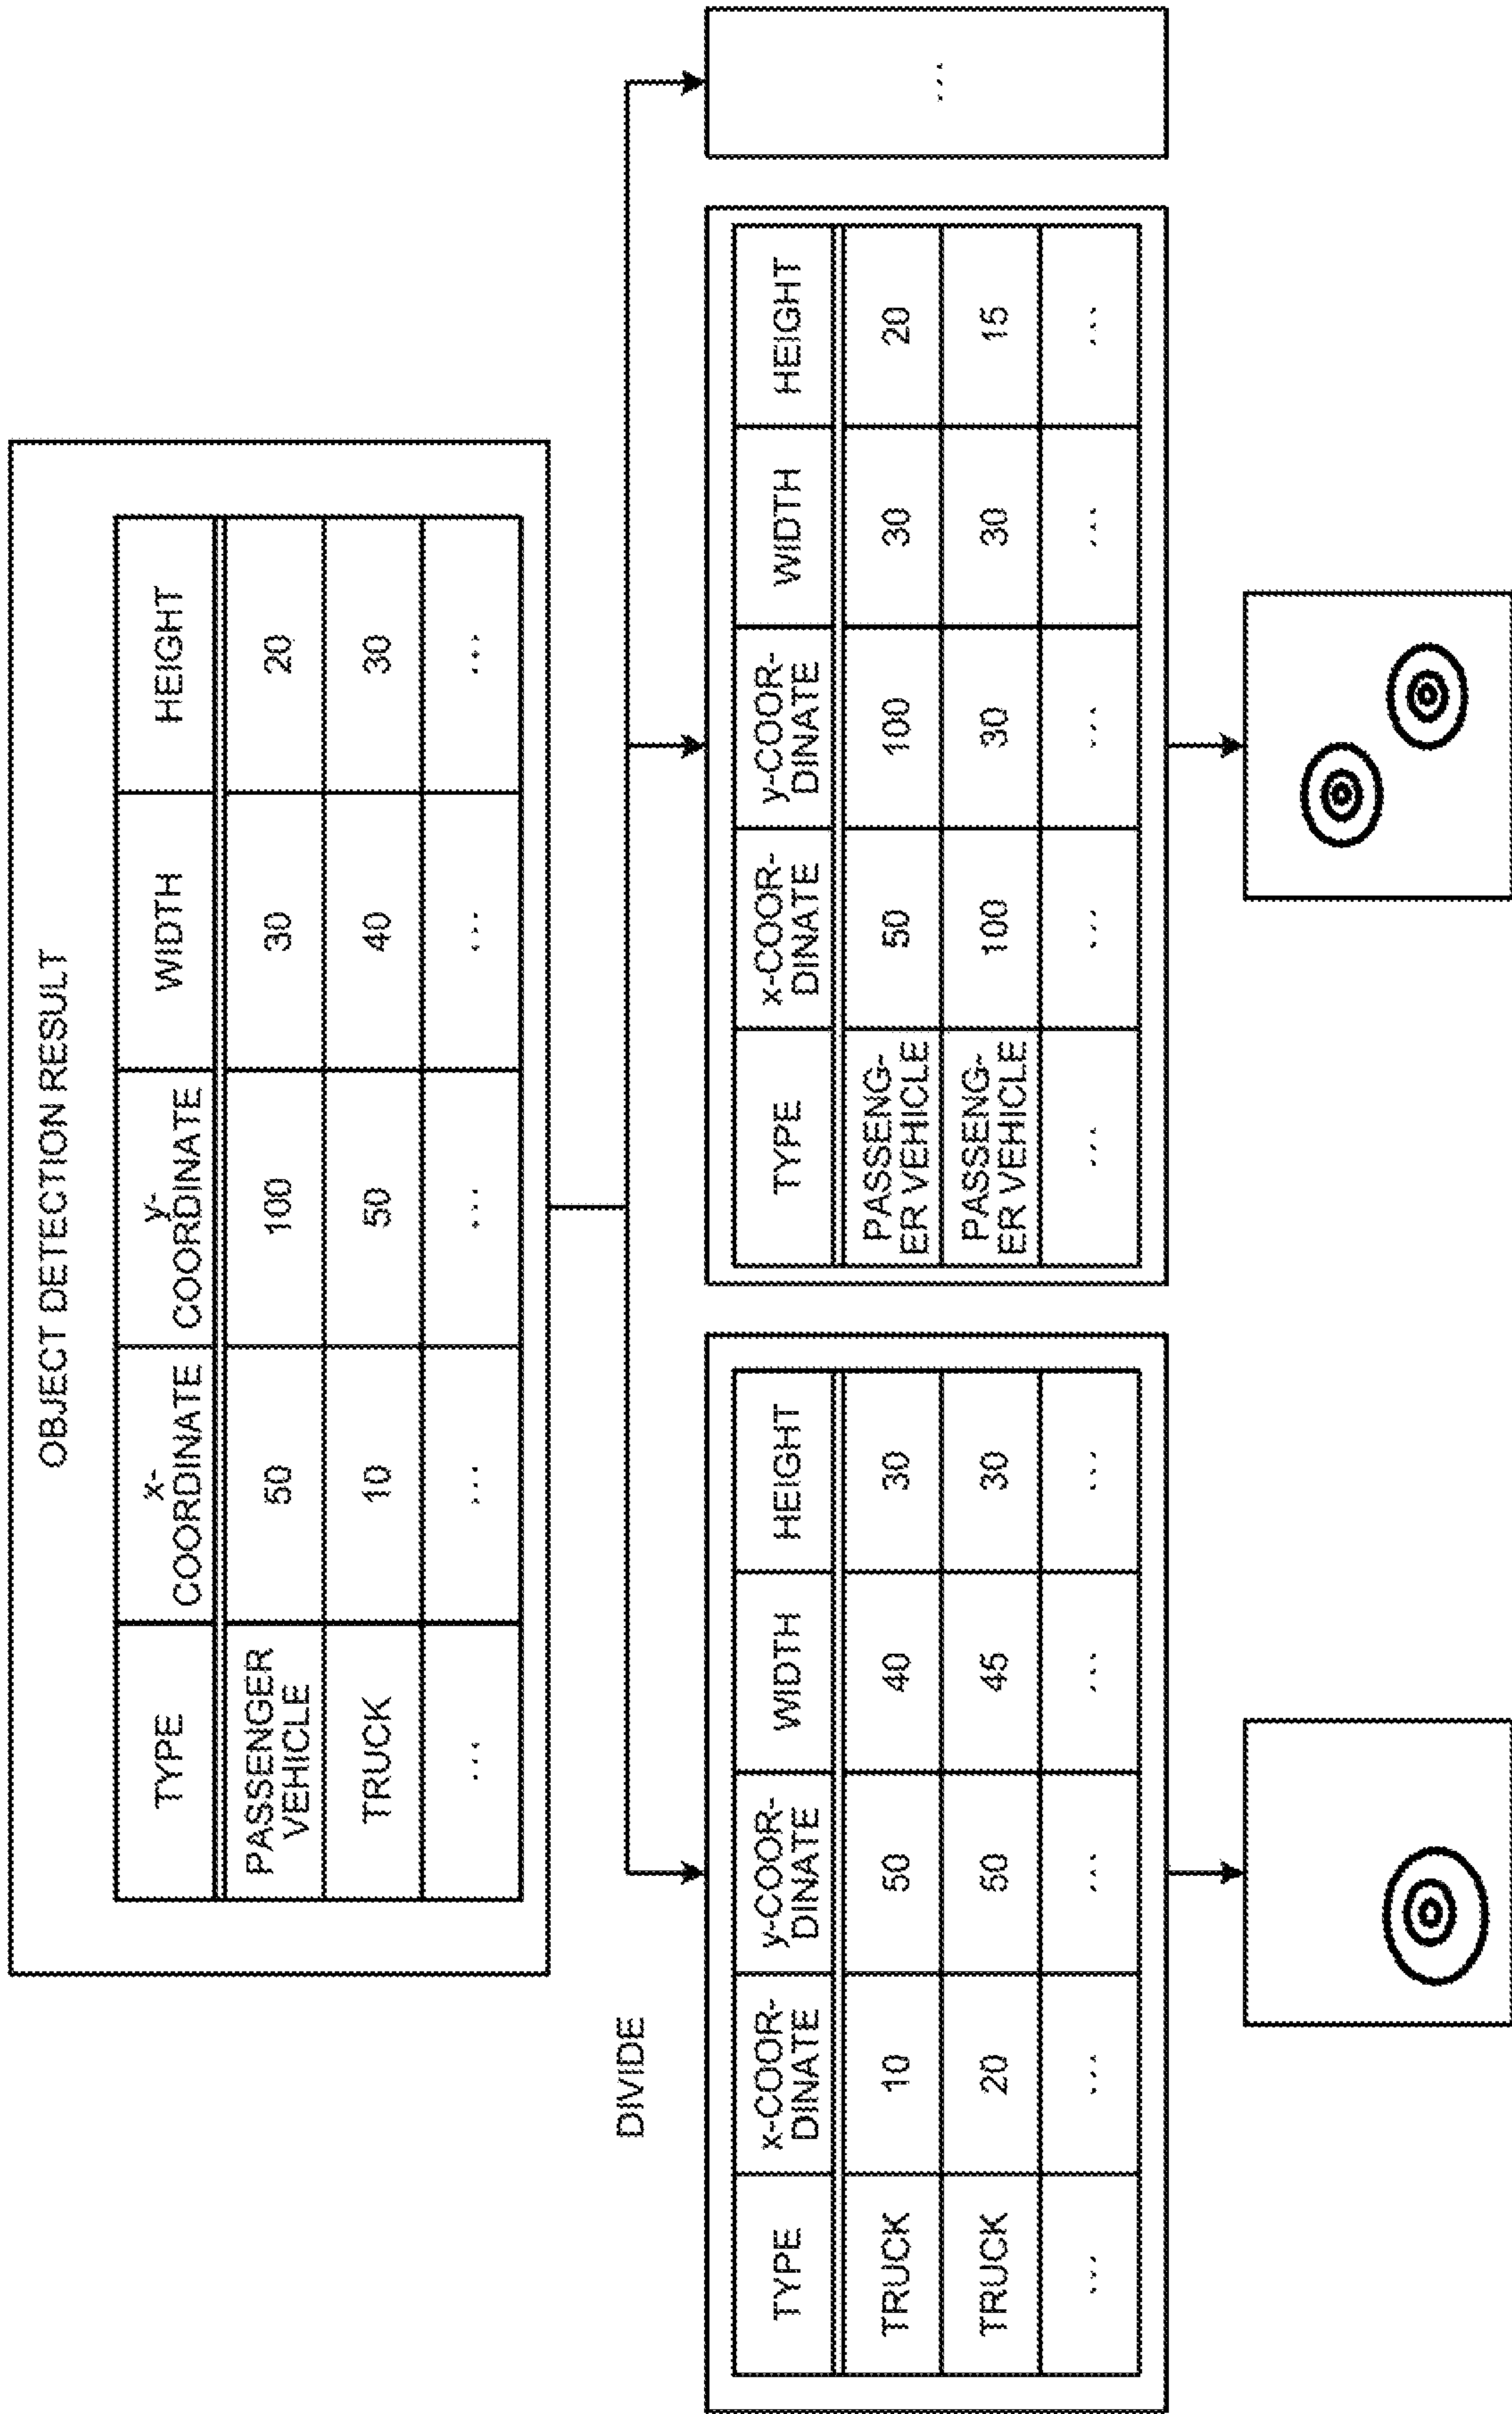 OBJECT DETECTION RESULT
TYPE x- COORDINATE y- COORDINATE WIDTH HEIGHT
PASSENGER VEHICLE 50 100 30 20
TRUCK 10 50 40 30
... ... ... ... ...
DIVIDE
TYPE x-COOR- DINATE y-COOR- DINATE WIDTH HEIGHT
TRUCK 10 50 40 30
TRUCK 20 50 45 30
... ... ... ... ...
TYPE x-COOR- DINATE y-COOR- DINATE WIDTH HEIGHT
PASSENG- ER VEHICLE 50 100 30 20
PASSENG- ER VEHICLE 100 30 30 15
... ... ... ... ...
...